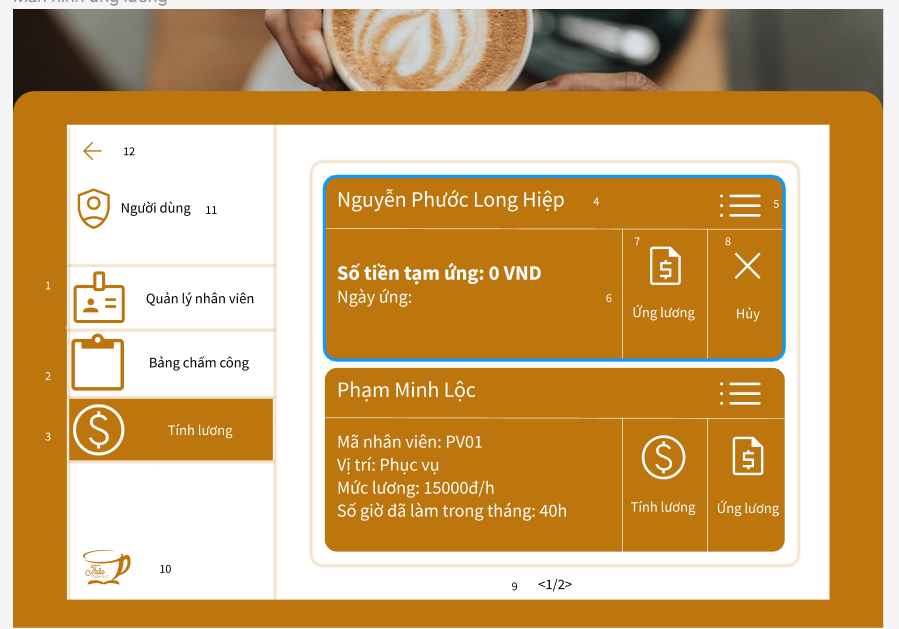 Màn hình ứng lương
12
Người dùng 11
1
Quản lý nhân viên
2
Bảng chấm công
3
Tính lương
10
Nguyễn Phước Long Hiệp 4
5
Số tiền tạm ứng: 0 VND
Ngày ứng:
6
7
Ứng lương
8
Hủy
Phạm Minh Lộc
Mã nhân viên: PV01
Vị trí: Phục vụ
Mức lương: 15000đ/h
Số giờ đã làm trong tháng: 40h
Tính lương
Ứng lương
9 <1/2>